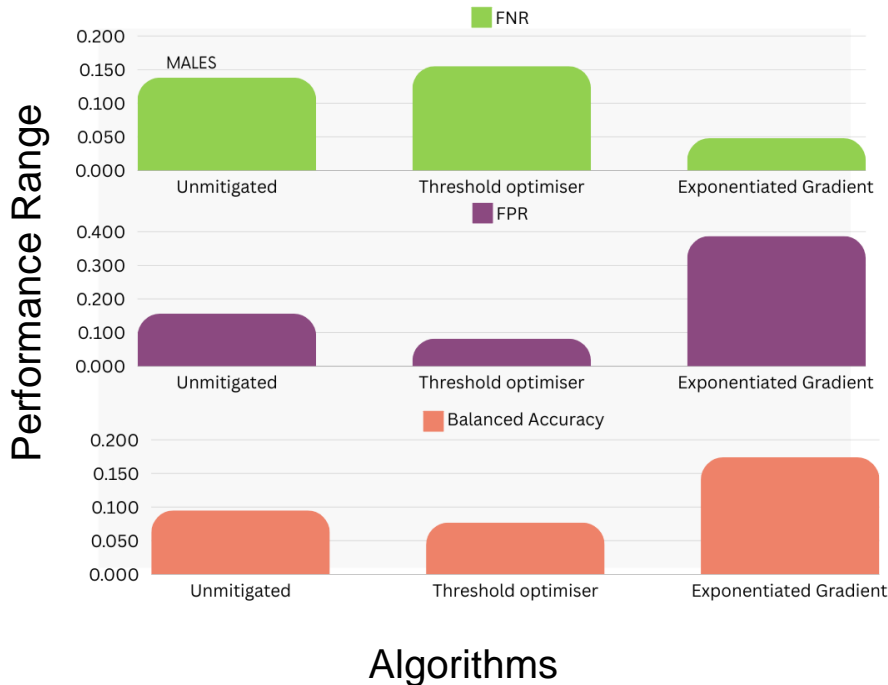 FNR
0.200
MALES
0.150
0.100
0.050
0.000
Unmitigated Threshold optimiser Exponentiated Gradient
FPR
0.400
0.300
0.200
0.100
0.000
Unmitigated Threshold optimiser Exponentiated Gradient
Balanced Accuracy
0.200
0.150
0.100
0.050
0.000
Unmitigated Threshold optimiser Exponentiated Gradient
Performance Range
Algorithms